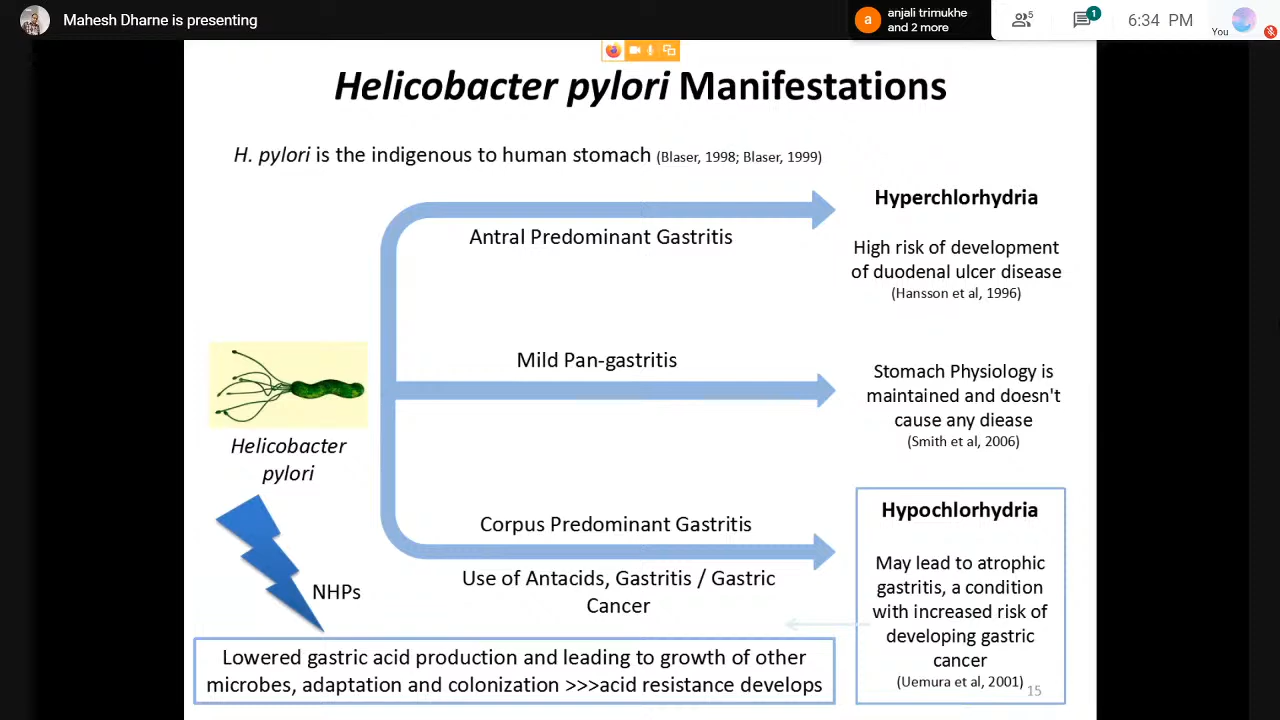 Mahesh Dharne is presenting
a
anjali trimukhe
and 2 more
5
1
6:34 PM
You
Helicobacter pylori Manifestations
H. pylori is the indigenous to human stomach (Blaser, 1998; Blaser, 1999)
Antral Predominant Gastritis
Hyperchlorhydria
High risk of development
of duodenal ulcer disease
(Hansson et al, 1996)
Mild Pan-gastritis
Stomach Physiology is
maintained and doesn't
cause any diease
(Smith et al, 2006)
Helicobacter
pylori
NHPs
Corpus Predominant Gastritis
Use of Antacids, Gastritis / Gastric
Cancer
Hypochlorhydria
May lead to atrophic
gastritis, a condition
with increased risk of
developing gastric
cancer
(Uemura et al, 2001)
15
Lowered gastric acid production and leading to growth of other
microbes, adaptation and colonization >>>acid resistance develops